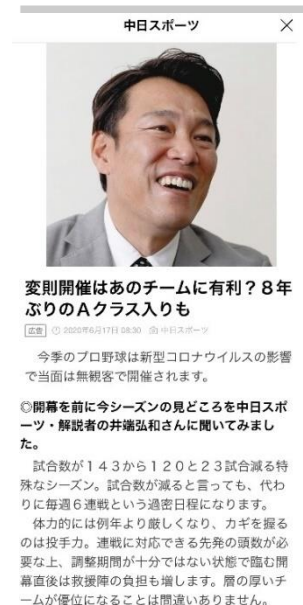 中日スポーツ
変則開催はあのチームに有利？８年
ぶりのＡクラス入りも
広告 2020年6月17日 08:30 中日スポーツ
今季のプロ野球は新型コロナウイルスの影響
で当面は無観客で開催されます。
◎開幕を前に今シーズンの見どころを中日スポ
ーツ・解説者の井端弘和さんに聞いてみまし
た。
試合数が１４３から１２０と２３試合減る特
殊なシーズン。試合数が減ると言っても、代わ
りに毎週６連戦という過密日程になります。
体力的には例年より厳しくなり、カギを握る
のは投手力。連戦に対応できる先発の頭数が必
要な上、調整期間が十分ではない状態で臨む開
幕直後は救援陣の負担も増します。層の厚いチ
ームが優位になることは間違いありません。